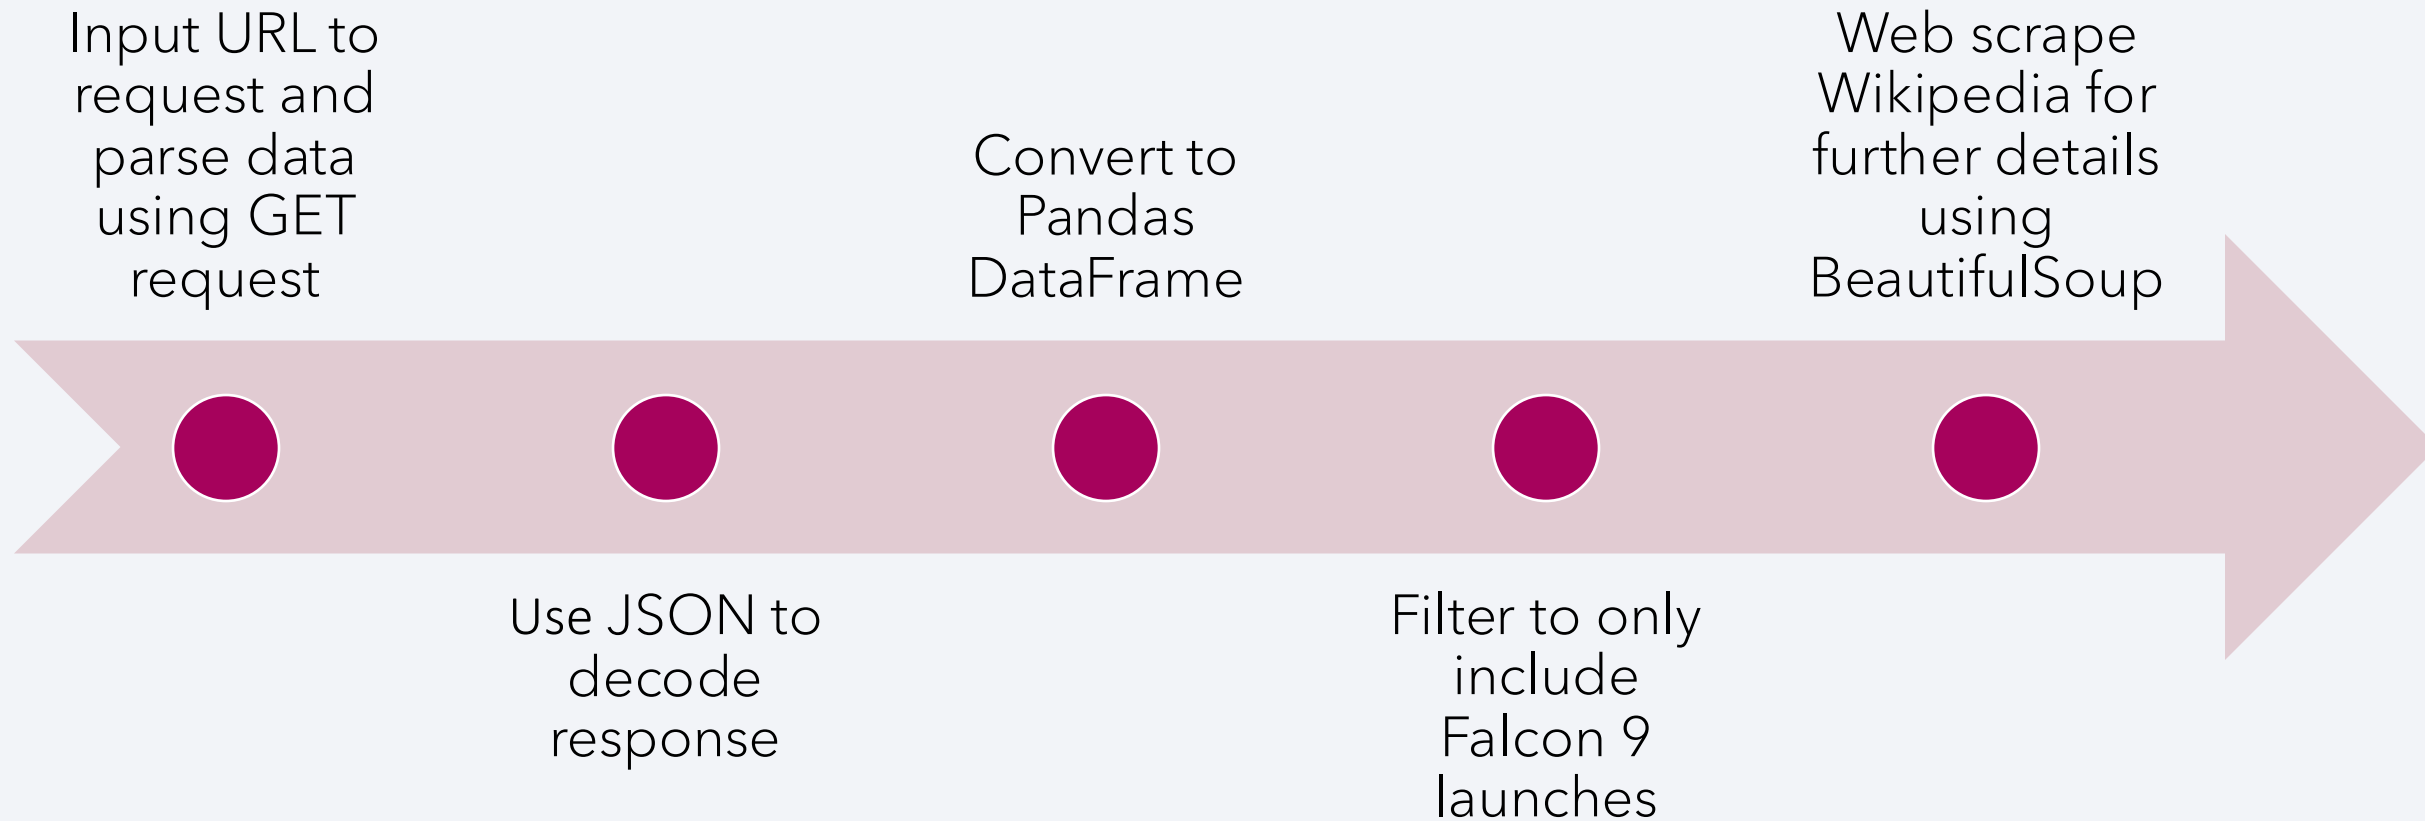 Input URL to
request and
parse data
using GET
request
Use JSON to
decode
response
Convert to
Pandas
DataFrame
Filter to only
include
Falcon 9
launches
Web scrape
Wikipedia for
further details
using
BeautifulSoup